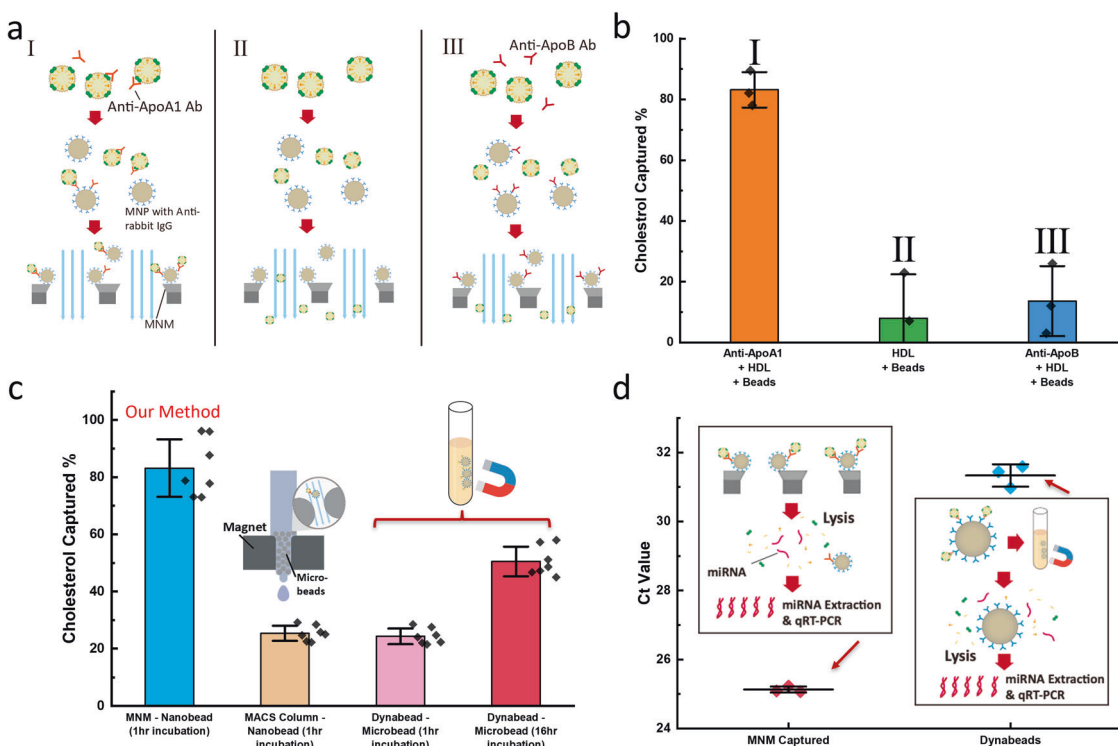 a
I
II
III
Anti-ApoB Ab
Anti-ApoA1 Ab
MNP with Anti-
rabbit IgG
MNM
b
Cholestrol Captured %
100
80
60
40
20
0
I
II
III
Anti-ApoA1
+ HDL
+ Beads
HDL
+ Beads
Anti-ApoB
+ HDL
+ Beads
c
Cholesterol Captured %
100
80
60
40
20
0
Our Method
Magnet
Micro-
beads
MNM - Nanobead
(1hr incubation)
MACS Column -
Nanobead (1hr
incubation)
Dynabead -
Microbead (1hr
incubation)
Dynabead -
Microbead (16hr
incubation)
d
Ct Value
32
30
28
26
24
Lysis
miRNA
miRNA Extraction
& qRT-PCR
Lysis
miRNA Extraction
& qRT-PCR
MNM Captured
Dynabeads